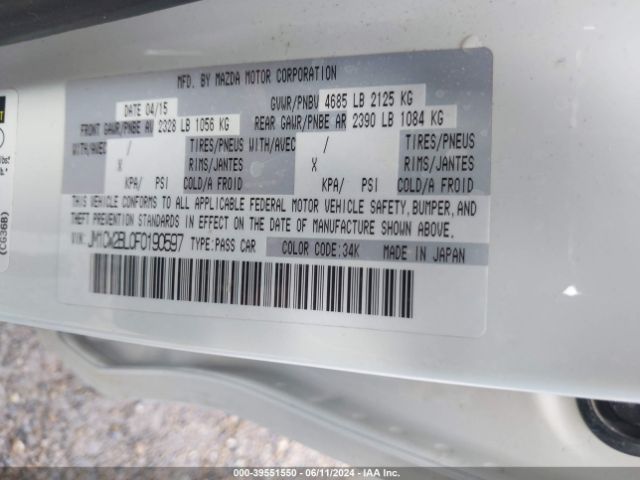 MFD. BY MAZDA MOTOR CORPORATION
DATE 04/15 GVWR/PNBV 4685 LB 2125 KG
FRONT GAWR/PNBE AV 2328 LB 1056 KG REAR GAWR/PNBE AR 2390 LB 1084 KG
WITH/AVEC / TIRES/PNEUS WITH/AVEC / TIRES/PNEUS
X RIMS/JANTES X RIMS/JANTES
KPA/ PSI COLD/A FROID KPA/ PSI COLD/A FROID
THIS VEHICLE CONFORMS TO ALL APPLICABLE FEDERAL MOTOR VEHICLE SAFETY, BUMPER, AND
THEFT PREVENTION STANDARDS IN EFFECT ON THE DATE OF MANUFACTURE SHOWN ABOVE.
VIN: JM1CW2BL0F0190597 TYPE:PASS CAR COLOR CODE:34K MADE IN JAPAN
(CG36B)
000-39551550 - 06/11/2024 - IAA Inc.